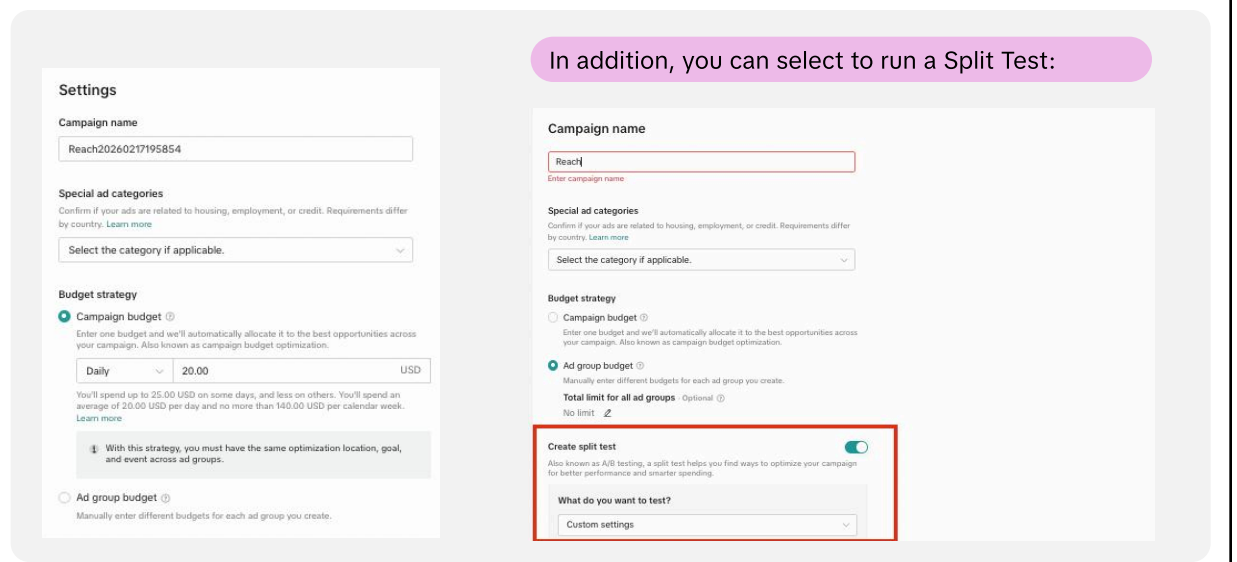 Settings
Campaign name
Reach20260217195854
Special ad categories
Confirm if your ads are related to housing, employment, or credit. Requirements differ
by country. Learn more
Select the category if applicable.
Budget strategy
Campaign budget
Enter one budget and we'll automatically allocate it to the best opportunities across
your campaign. Also known as campaign budget optimization.
Daily 20.00 USD
You'll spend up to 25.00 USD on some days, and less on others. You'll spend an
average of 20.00 USD per day and no more than 140.00 USD per calendar week.
Learn more
With this strategy, you must have the same optimization location, goal,
and event across ad groups.
Ad group budget
Manually enter different budgets for each ad group you create.
In addition, you can select to run a Split Test:
Campaign name
Reach
Enter campaign name
Special ad categories
Confirm if your ads are related to housing, employment, or credit. Requirements differ
by country. Learn more
Select the category if applicable.
Budget strategy
Campaign budget
Enter one budget and we'll automatically allocate it to the best opportunities across
your campaign. Also known as campaign budget optimization.
Ad group budget
Manually enter different budgets for each ad group you create.
Total limit for all ad groups · Optional
No limit
Create split test
Also known as A/B testing, a split test helps you find ways to optimize your campaign
for better performance and smarter spending.
What do you want to test?
Custom settings